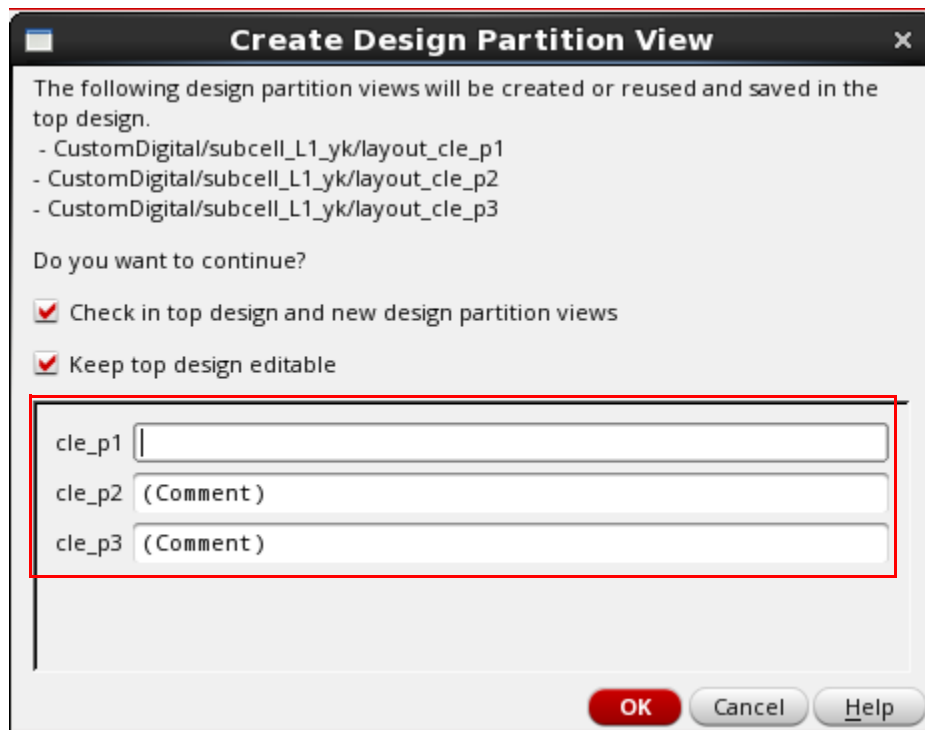 Create Design Partition View
The following design partition views will be created or reused and saved in the
top design.
- CustomDigital/subcell_L1_yk/layout_cle_p1
- CustomDigital/subcell_L1_yk/layout_cle_p2
- CustomDigital/subcell_L1_yk/layout_cle_p3
Do you want to continue?
Check in top design and new design partition views
Keep top design editable
cle_p1
cle_p2 (Comment)
cle_p3 (Comment)
OK Cancel Help